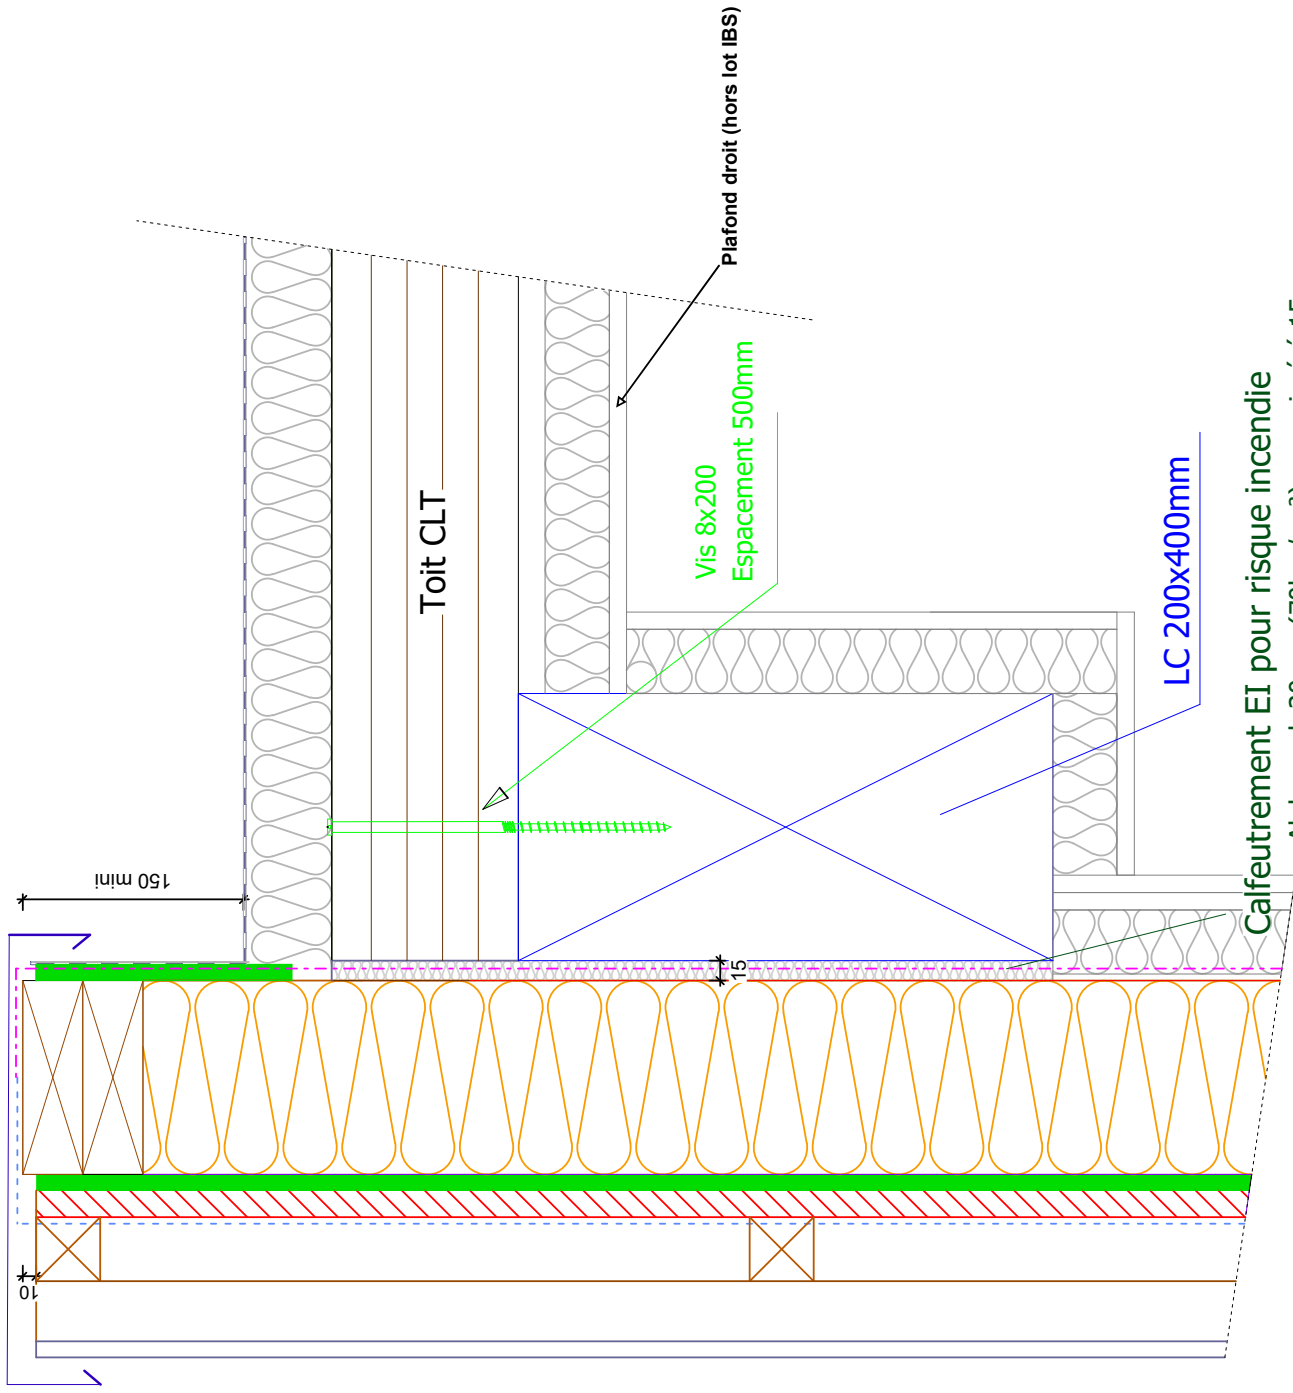 Plafond droit (hors lot IBS)
150 mini
Toit CLT
Vis 8x200
Espacement 500mm
LC 200x400mm
Calfeutrement EI pour risque incendie
15
10